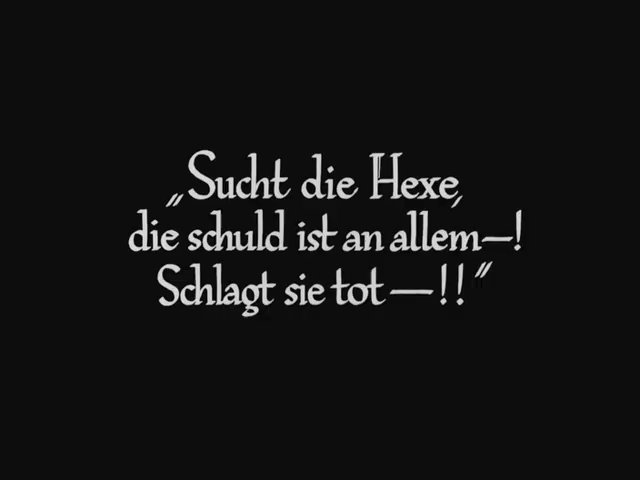 „Sucht die Hexe,
die schuld ist an allem—!
Schlagt sie tot —!!"